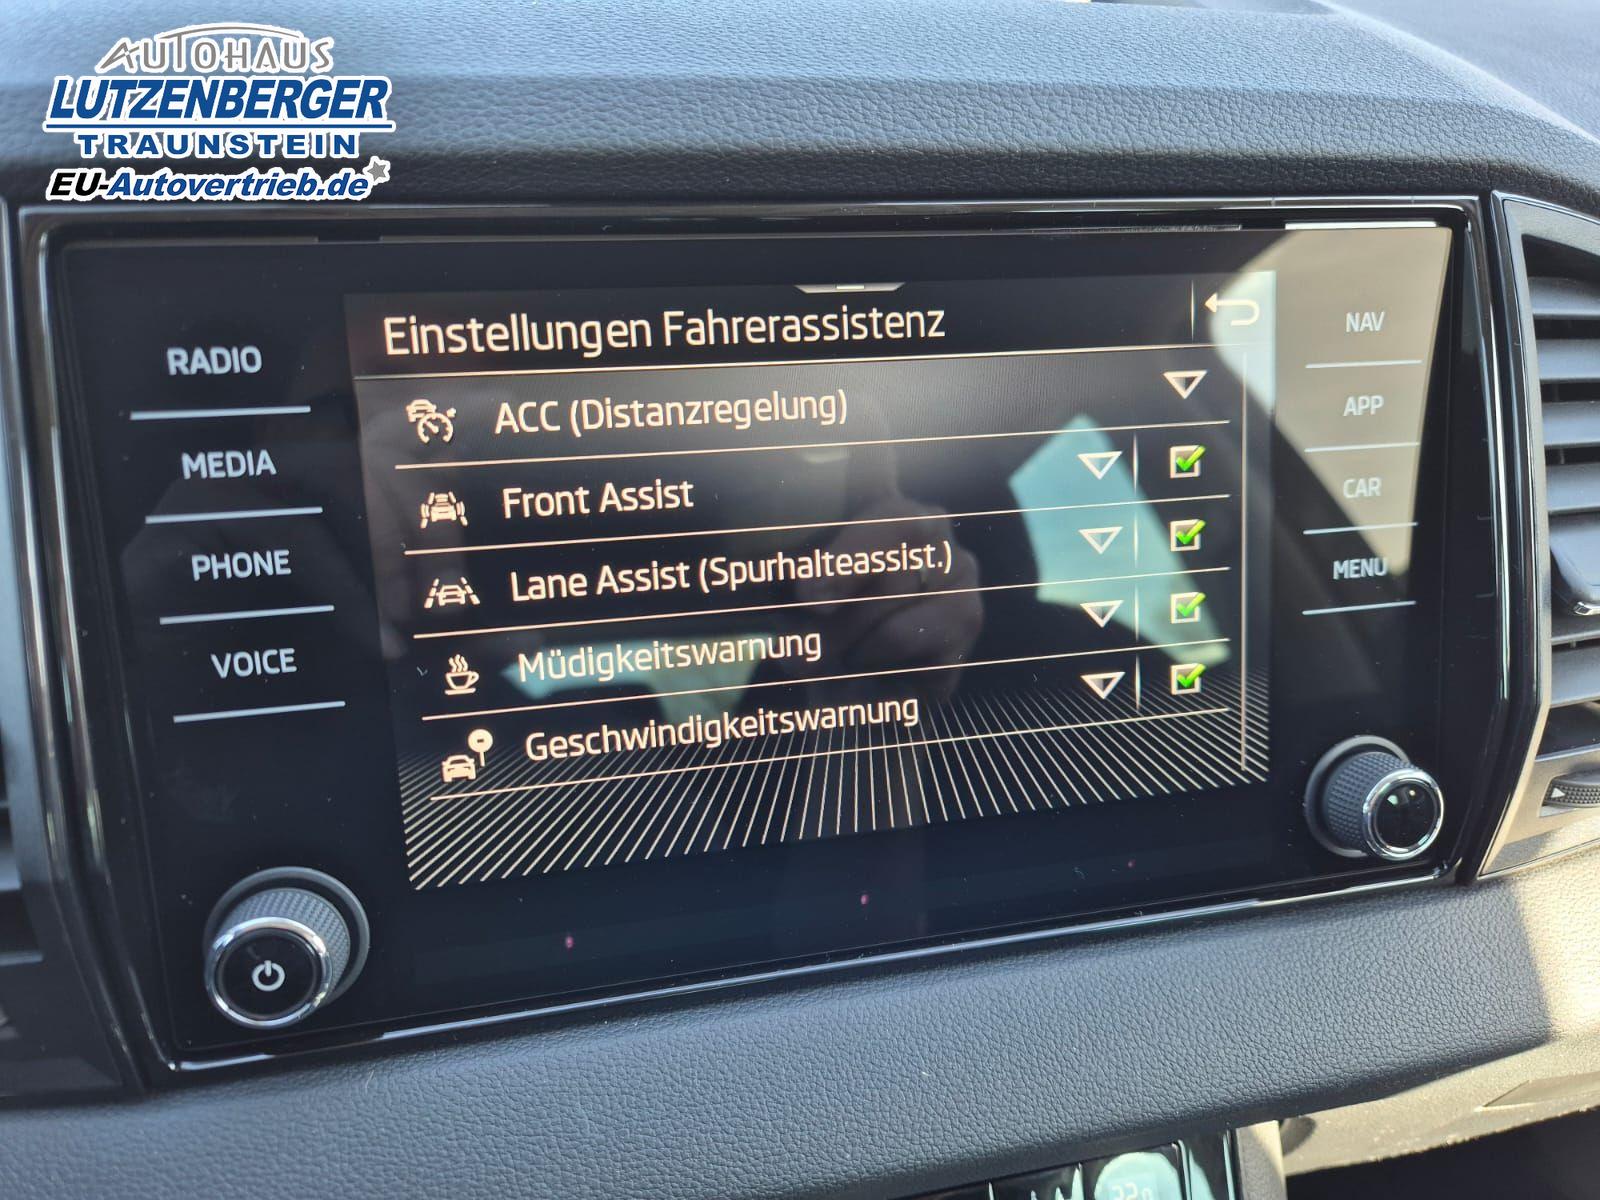 AUTOHAUS
LUTZENBERGER
TRAUNSTEIN
EU-Autovertrieb.de
RADIO
MEDIA
PHONE
VOICE
Einstellungen Fahrerassistenz
ACC (Distanzregelung)
Front Assist
Lane Assist (Spurhalteassist.)
Müdigkeitswarnung
Geschwindigkeitswarnung
NAV
APP
CAR
MENU